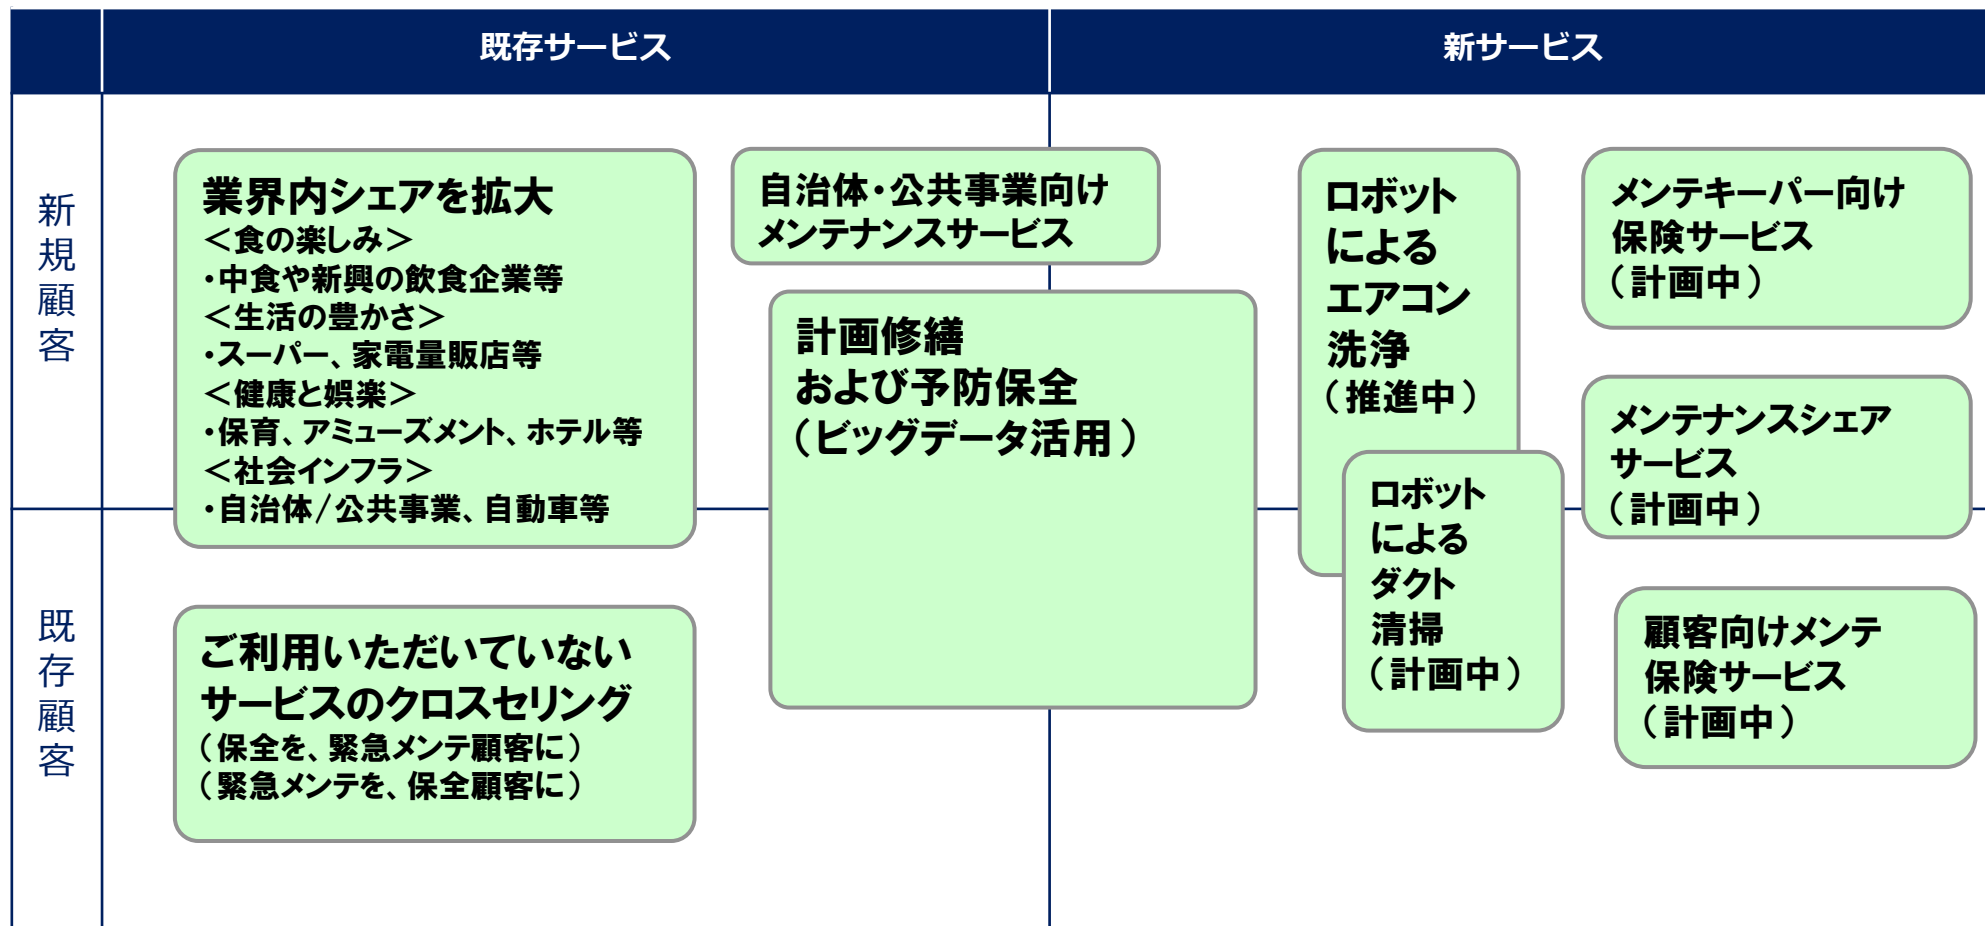 既存サービス
新サービス
新規顧客
業界内シェアを拡大
＜食の楽しみ＞
・中食や新興の飲食企業等
＜生活の豊かさ＞
・スーパー、家電量販店等
＜健康と娯楽＞
・保育、アミューズメント、ホテル等
＜社会インフラ＞
・自治体/公共事業、自動車等
自治体・公共事業向け
メンテナンスサービス
計画修繕
および予防保全
（ビッグデータ活用）
ロボット
による
エアコン
洗浄
（推進中）
メンテキーパー向け
保険サービス
（計画中）
メンテナンスシェア
サービス
（計画中）
既存顧客
ご利用いただいていない
サービスのクロスセリング
（保全を、緊急メンテ顧客に）
（緊急メンテを、保全顧客に）
ロボット
による
ダクト
清掃
（計画中）
顧客向けメンテ
保険サービス
（計画中）